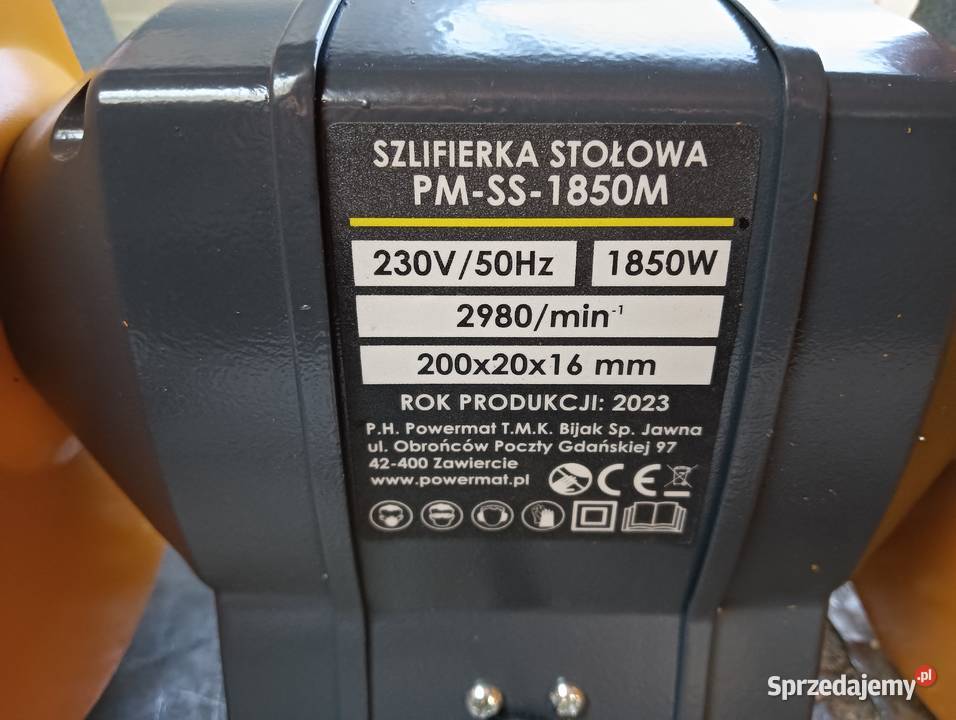 SZLIFIERKA STOŁOWA
PM-SS-1850M
230V/50Hz 1850W
2980/min⁻¹
200x20x16 mm
ROK PRODUKCJI: 2023
P.H. Powermat T.M.K. Bijak Sp. Jawna
ul. Obrońców Poczty Gdańskiej 97
42-400 Zawiercie
www.powermat.pl
CE
Sprzedajemy.pl